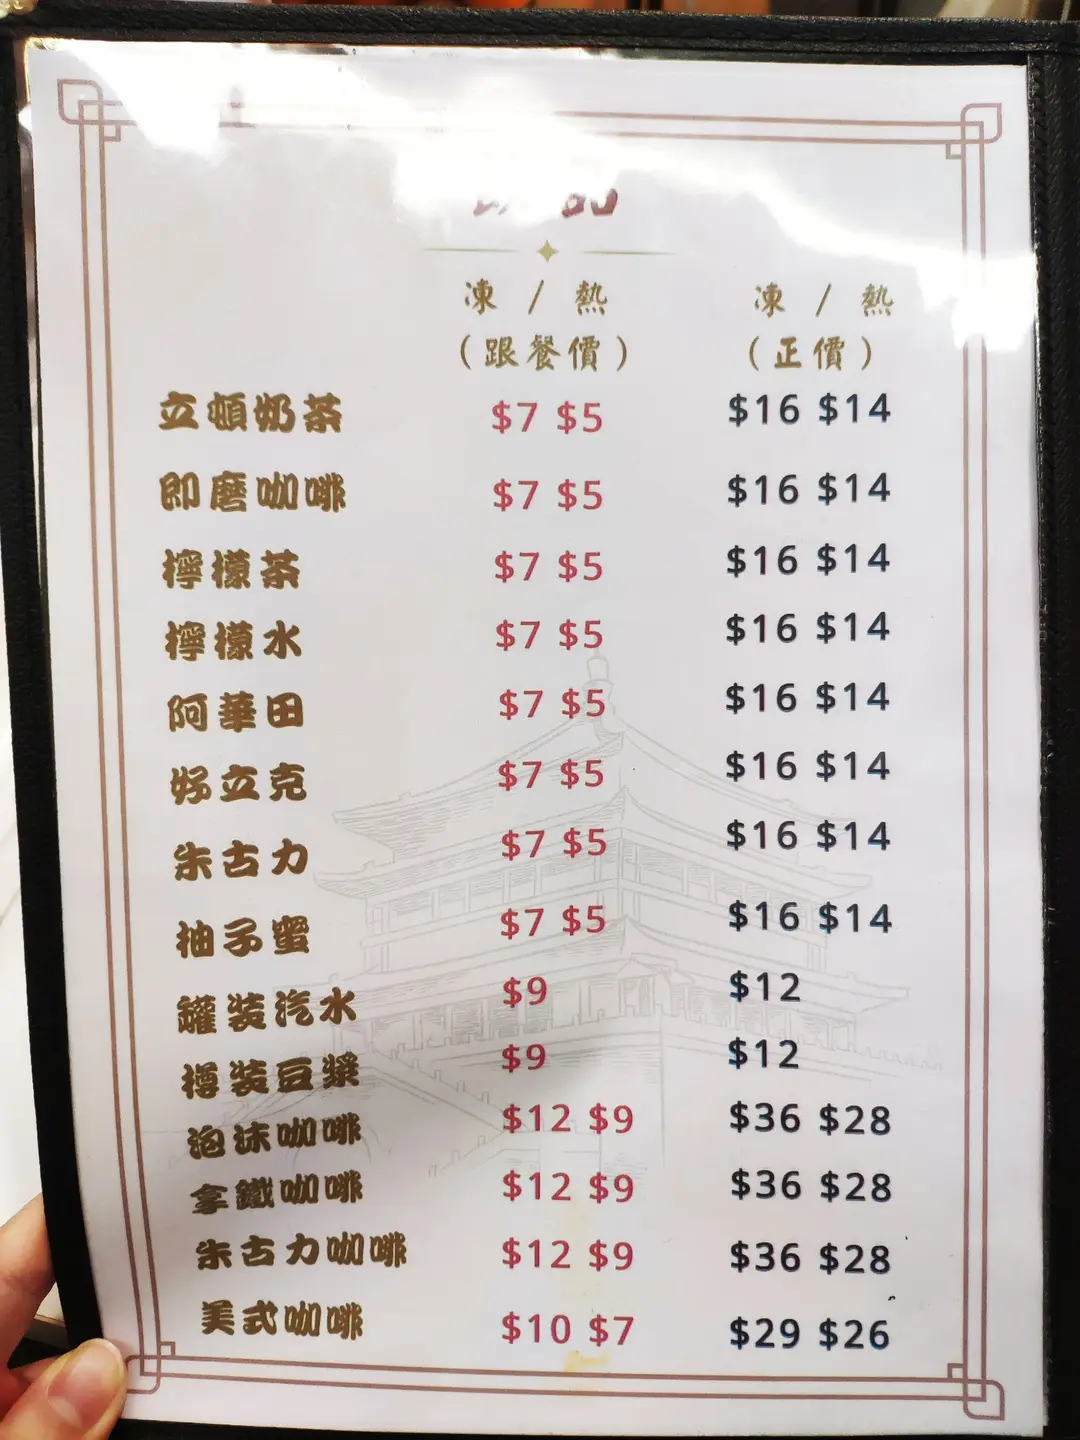 品
凍 / 熱 凍 / 熱
(跟餐價) (正價)
立頓奶茶 $7 $5 $16 $14
即磨咖啡 $7 $5 $16 $14
檸檬茶 $7 $5 $16 $14
檸檬水 $7 $5 $16 $14
阿華田 $7 $5 $16 $14
好立克 $7 $5 $16 $14
朱古力 $7 $5 $16 $14
柚子蜜 $7 $5 $16 $14
罐裝汽水 $9 $12
樽裝豆漿 $9 $12
泡沫咖啡 $12 $9 $36 $28
拿鐵咖啡 $12 $9 $36 $28
朱古力咖啡 $12 $9 $36 $28
美式咖啡 $10 $7 $29 $26